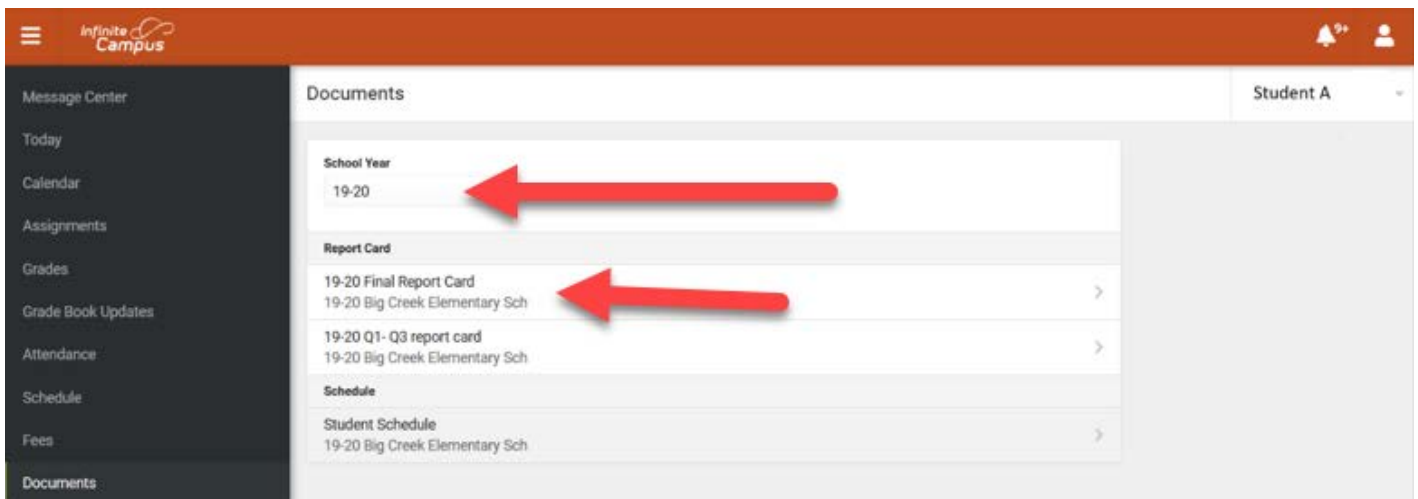 Infinite
Campus
9+
Message Center
Today
Calendar
Assignments
Grades
Grade Book Updates
Attendance
Schedule
Fees
Documents
Documents
Student A
School Year
19-20
Report Card
19-20 Final Report Card
19-20 Big Creek Elementary Sch
19-20 Q1- Q3 report card
19-20 Big Creek Elementary Sch
Schedule
Student Schedule
19-20 Big Creek Elementary Sch